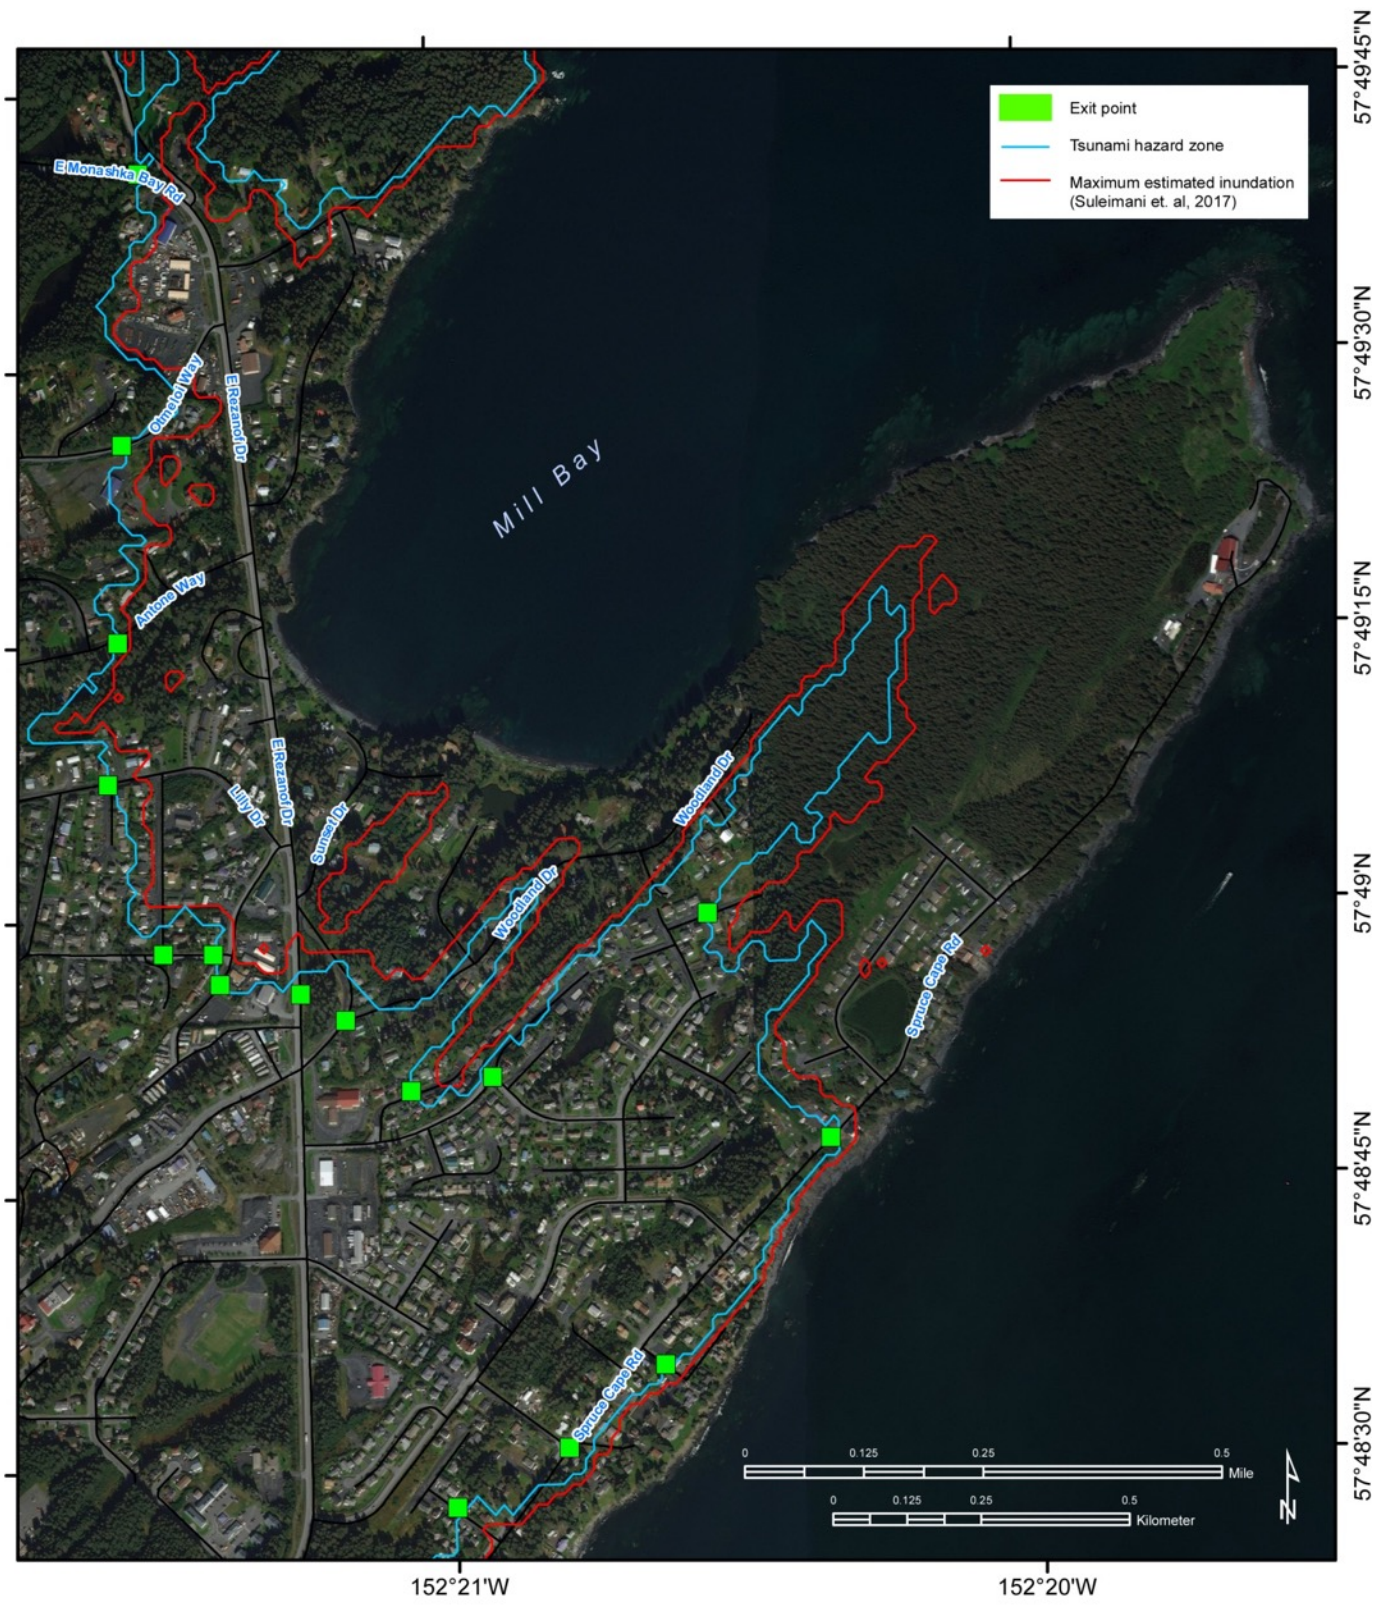 57°49'45"N
Exit point
Tsunami hazard zone
Maximum estimated inundation
(Suleimani et. al, 2017)
E Monashka Bay Rd
57°49'30"N
Otmeloi Way
E Rezanof Dr
Mill Bay
57°49'15"N
Antone Way
E Rezanof Dr
Lilly Dr
Sunset Dr
Woodland Dr
Woodland Dr
57°49'N
Spruce Cape Rd
57°48'45"N
Spruce Cape Rd
57°48'30"N
0 0.125 0.25 0.5
Mile
0 0.125 0.25 0.5
Kilometer
N
152°21'W
152°20'W